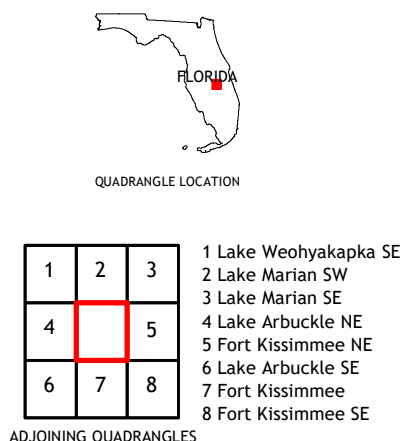 FLORIDA
QUADRANGLE LOCATION
1 2 3
4 5
6 7 8
1 Lake Weohyakapka SE
2 Lake Marian SW
3 Lake Marian SE
4 Lake Arbuckle NE
5 Fort Kissimmee NE
6 Lake Arbuckle SE
7 Fort Kissimmee
8 Fort Kissimmee SE
ADJOINING QUADRANGLES